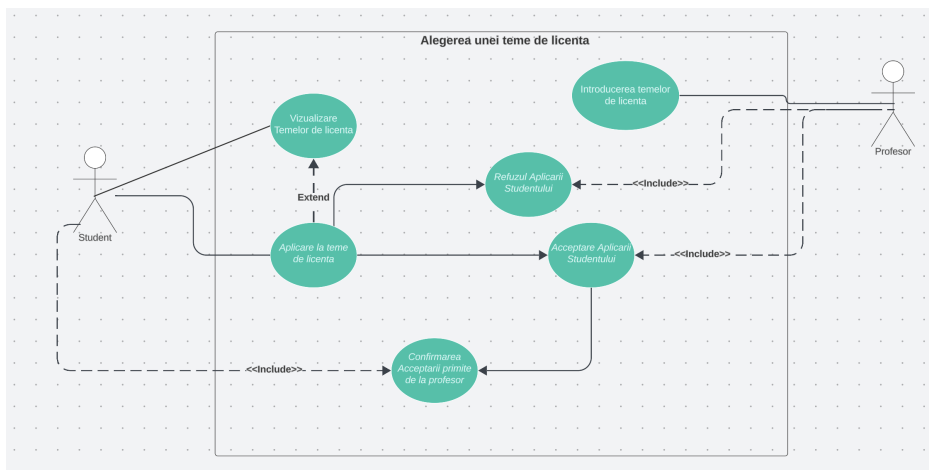 Alegerea unei teme de licenta
Introducerea temelor
de licenta
Vizualizare
Temelor de licenta
Profesor
Refuzul Aplicarii
Studentului
<<Include>>
Extend
Student
Aplicare la teme
de licenta
Acceptare Aplicarii
Studentului
<<Include>>
Confirmarea
Acceptarii primite
de la profesor
<<Include>>